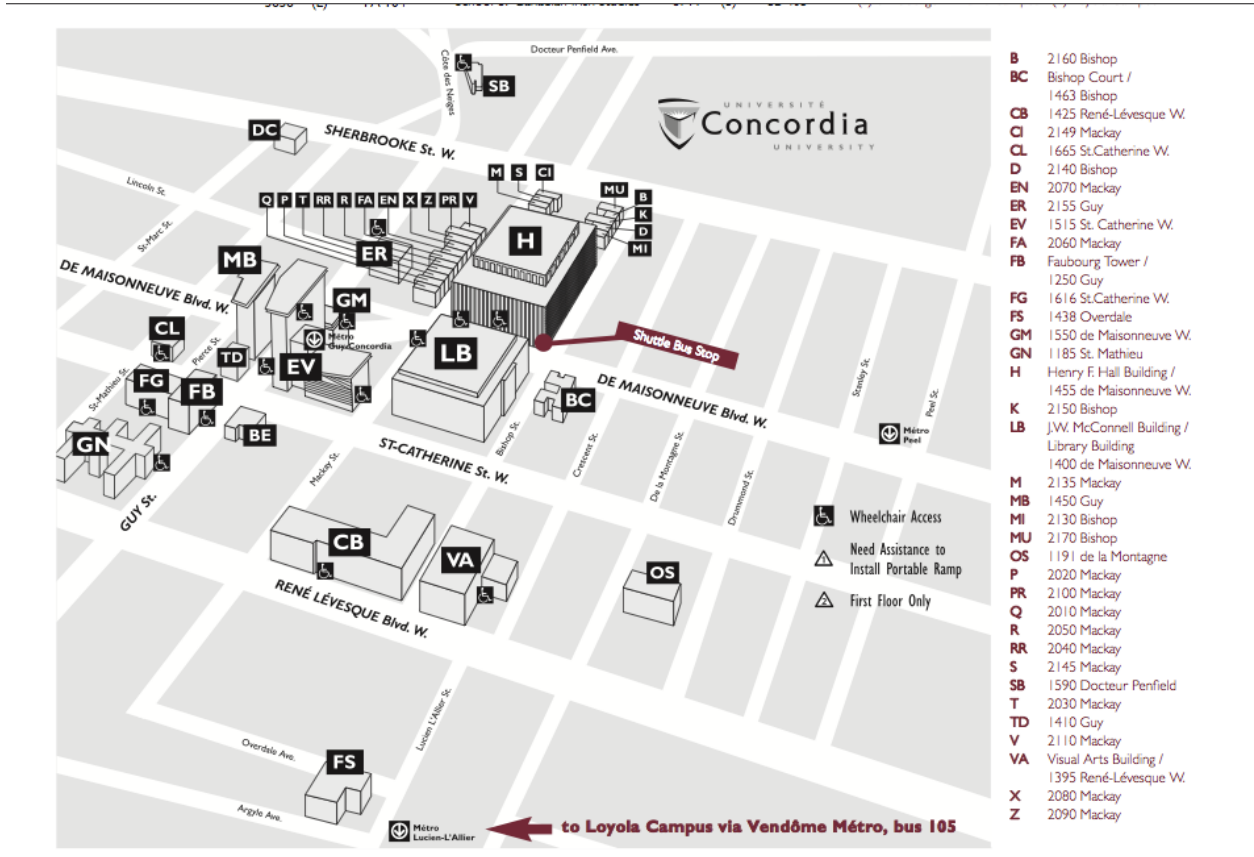 Docteur Penfield Ave.
Côte des Neiges
SB
UNIVERSITÉ
Concordia
UNIVERSITY
DC
SHERBROOKE St. W.
Lincoln St.
M S CI
MU
B
K
D
MI
Q P T RR R FA EN X Z PR V
St-Marc St.
H
ER
MB
DE MAISONNEUVE Blvd. W.
GM
CL
Métro
Guy-Concordia
Shuttle Bus Stop
Pierce St.
TD
EV
LB
FG
FB
St-Mathieu St.
BC
DE MAISONNEUVE Blvd. W.
Stanley St.
Peel St.
Métro
Peel
BE
GN
ST-CATHERINE St. W.
Bishop St.
Crescent St.
De la Montagne St.
Drummond St.
Mackay St.
GUY St.
CB
VA
OS
RENÉ LÉVESQUE Blvd. W.
Wheelchair Access
1 Need Assistance to
Install Portable Ramp
2 First Floor Only
Lucien L'Allier St.
Overdale Ave.
FS
Argyle Ave.
Métro
Lucien-L'Allier
to Loyola Campus via Vendôme Métro, bus 105
B 2160 Bishop
BC Bishop Court /
1463 Bishop
CB 1425 René-Lévesque W.
CI 2149 Mackay
CL 1665 St.Catherine W.
D 2140 Bishop
EN 2070 Mackay
ER 2155 Guy
EV 1515 St. Catherine W.
FA 2060 Mackay
FB Faubourg Tower /
1250 Guy
FG 1616 St.Catherine W.
FS 1438 Overdale
GM 1550 de Maisonneuve W.
GN 1185 St. Mathieu
H Henry F. Hall Building /
1455 de Maisonneuve W.
K 2150 Bishop
LB J.W. McConnell Building /
Library Building
1400 de Maisonneuve W.
M 2135 Mackay
MB 1450 Guy
MI 2130 Bishop
MU 2170 Bishop
OS 1191 de la Montagne
P 2020 Mackay
PR 2100 Mackay
Q 2010 Mackay
R 2050 Mackay
RR 2040 Mackay
S 2145 Mackay
SB 1590 Docteur Penfield
T 2030 Mackay
TD 1410 Guy
V 2110 Mackay
VA Visual Arts Building /
1395 René-Lévesque W.
X 2080 Mackay
Z 2090 Mackay